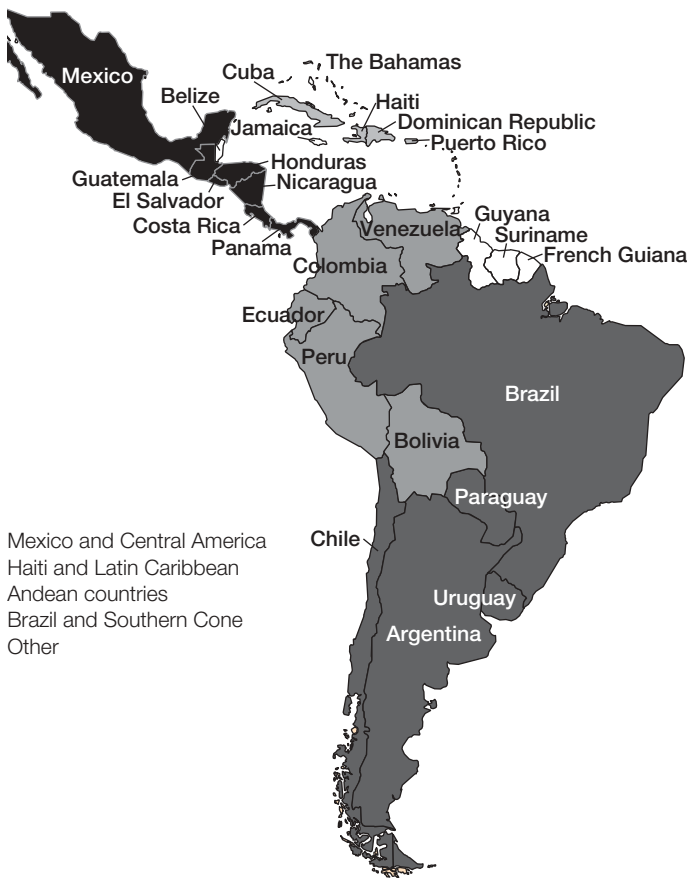 Mexico
Cuba
The Bahamas
Belize
Haiti
Jamaica
Dominican Republic
Puerto Rico
Honduras
Guatemala
Nicaragua
El Salvador
Costa Rica
Panama
Guyana
Venezuela
Suriname
French Guiana
Colombia
Ecuador
Peru
Brazil
Bolivia
Paraguay
Chile
Mexico and Central America
Haiti and Latin Caribbean
Andean countries
Brazil and Southern Cone
Other
Uruguay
Argentina